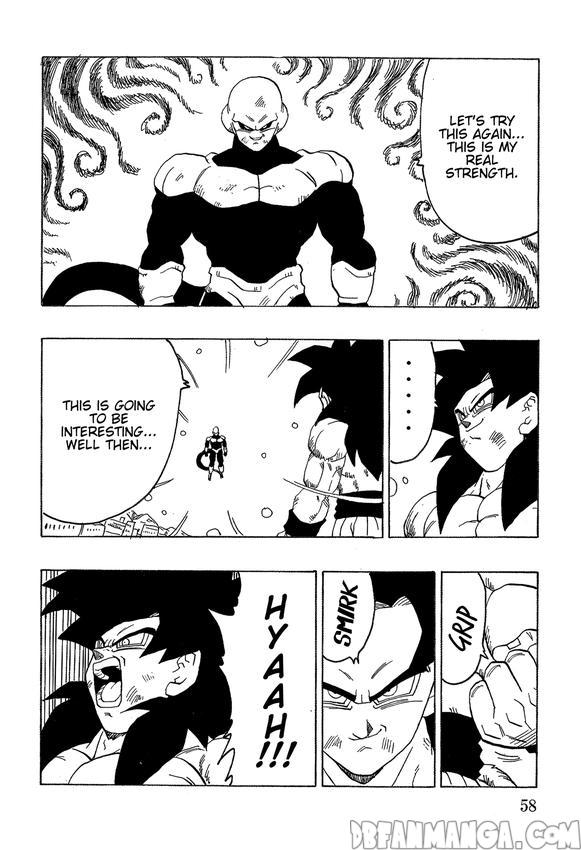 LET'S TRY
THIS AGAIN...
THIS IS MY
REAL
STRENGTH.
......
THIS IS GOING
TO BE
INTERESTING...
WELL THEN...
GRIP
SMIRK
HYAAH!!!
58
DBFANMANGA.COM